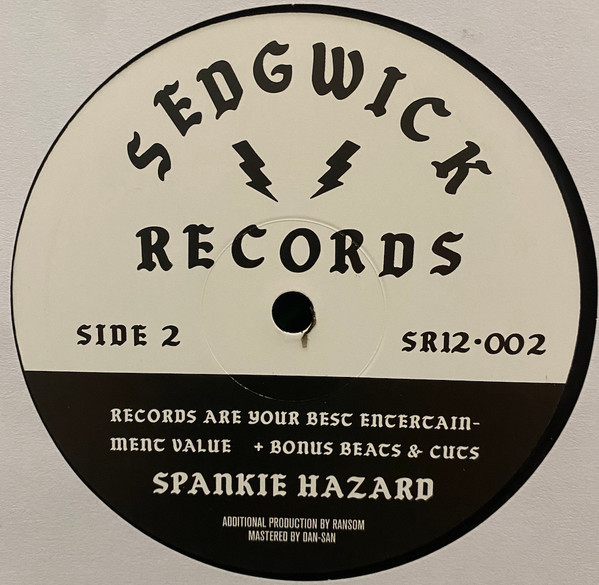 SEDGWICK
RECORDS
SIDE 2
SR12·002
RECORDS ARE YOUR BEST ENTERTAIN-
MENT VALUE + BONUS BEATS & CUTS
SPANKIE HAZARD
ADDITIONAL PRODUCTION BY RANSOM
MASTERED BY DAN-SAN